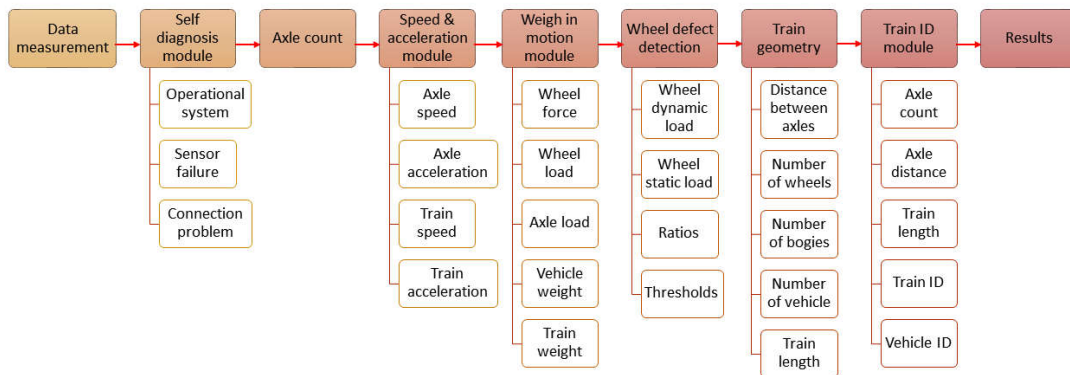 Data
measurement
Self
diagnosis
module
Axle count
Speed &
acceleration
module
Weigh in
motion
module
Wheel defect
detection
Train
geometry
Train ID
module
Results
Operational
system
Sensor
failure
Connection
problem
Axle
speed
Axle
acceleration
Train
speed
Train
acceleration
Wheel
force
Wheel
load
Axle load
Vehicle
weight
Train
weight
Wheel
dynamic
load
Wheel
static load
Ratios
Thresholds
Distance
between
axles
Number
of wheels
Number
of bogies
Number
of vehicle
Train
length
Axle
count
Axle
distance
Train
length
Train ID
Vehicle ID